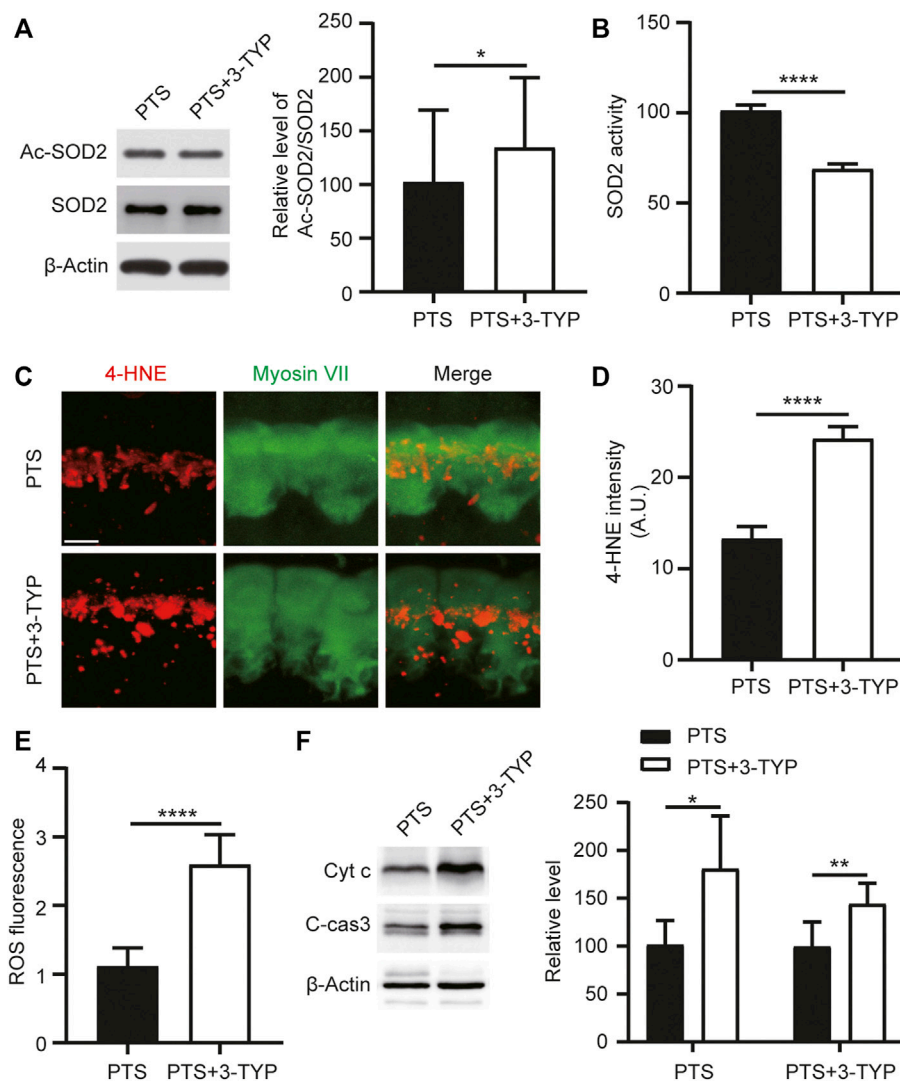 A
PTS
PTS+3-TYP
Ac-SOD2
SOD2
β-Actin
Relative level of
Ac-SOD2/SOD2
250
200
150
100
50
0
*
PTS
PTS+3-TYP
B
SOD2 activity
150
100
50
0
****
PTS
PTS+3-TYP
C
4-HNE
Myosin VII
Merge
PTS
PTS+3-TYP
D
4-HNE intensity
(A.U.)
30
20
10
0
****
PTS
PTS+3-TYP
E
ROS fluorescence
4
3
2
1
0
****
PTS
PTS+3-TYP
F
PTS
PTS+3-TYP
Cyt c
C-cas3
β-Actin
PTS
PTS+3-TYP
Relative level
250
200
150
100
50
0
*
**
PTS
PTS+3-TYP